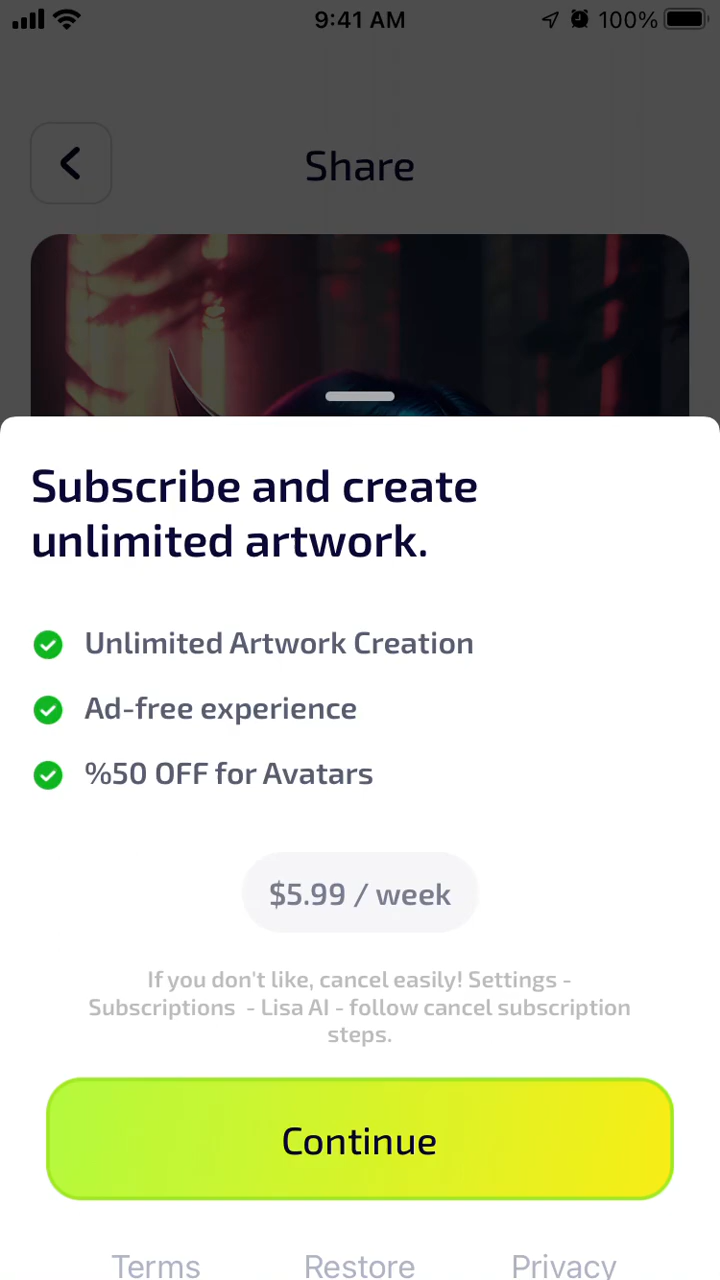 9:41 AM
100%
Share
Subscribe and create
unlimited artwork.
Unlimited Artwork Creation
Ad-free experience
%50 OFF for Avatars
$5.99 / week
If you don't like, cancel easily! Settings -
Subscriptions - Lisa AI - follow cancel subscription
steps.
Continue
Terms Restore Privacy